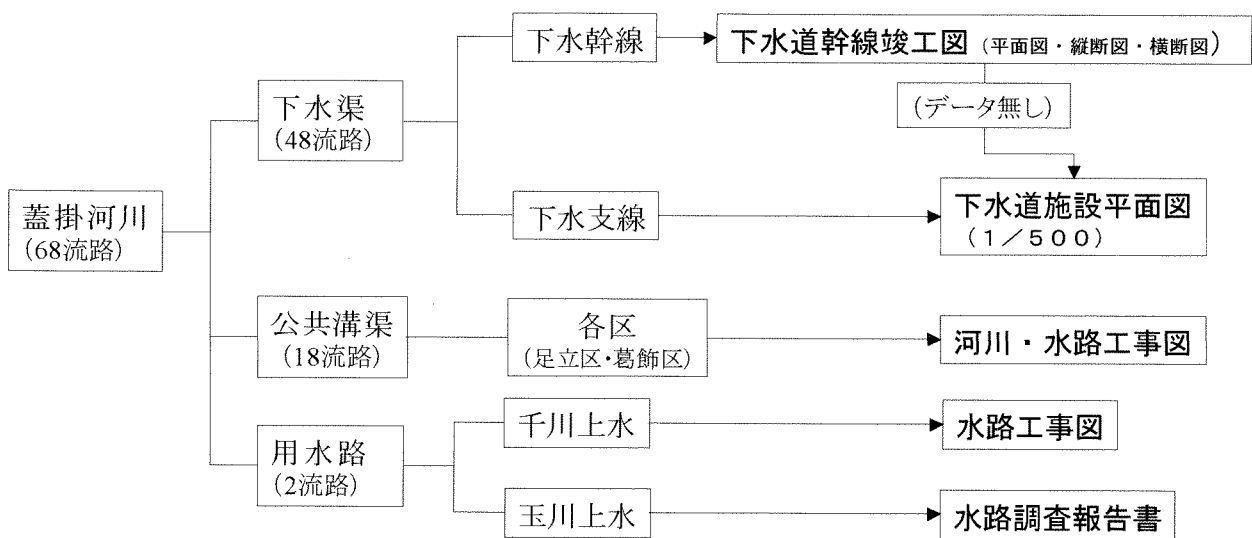 下水幹線
下水道幹線竣工図 (平面図・縦断図・横断図)
(データ無し)
下水渠
(48流路)
下水支線
下水道施設平面図
(1/500)
蓋掛河川
(68流路)
公共溝渠
(18流路)
各区
(足立区・葛飾区)
河川・水路工事図
用水路
(2流路)
千川上水
水路工事図
玉川上水
水路調査報告書